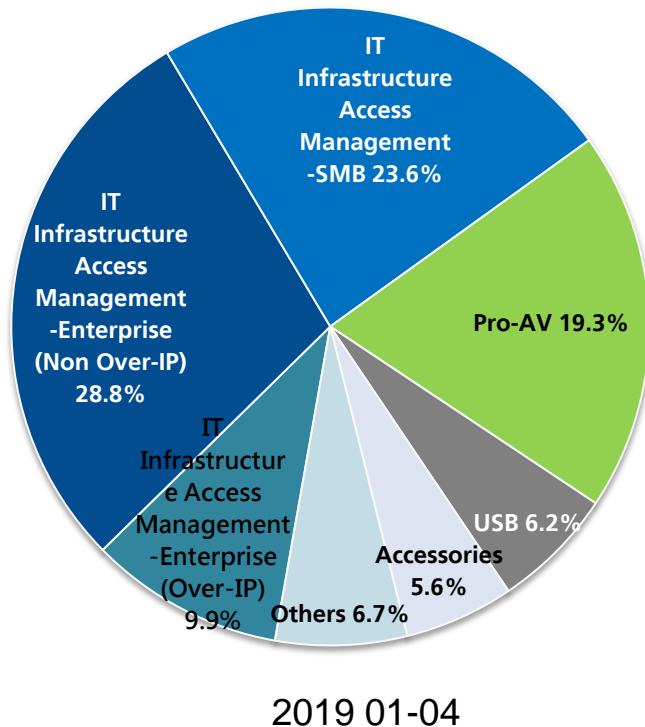 IT
Infrastructure
Access
Management
-SMB 23.6%
IT
Infrastructure
Access
Management
-Enterprise
(Non Over-IP)
28.8%
Pro-AV 19.3%
IT
Infrastructur
e Access
Management
-Enterprise
(Over-IP)
9.9%
USB 6.2%
Accessories
5.6%
Others 6.7%
2019 01-04